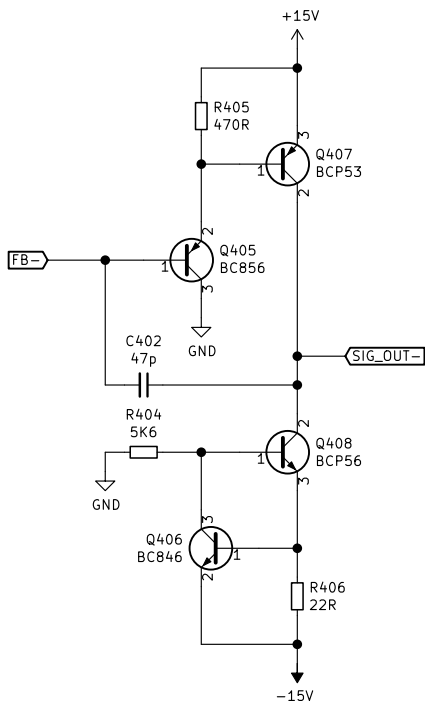 +15V
R405
470R
3
Q407
BCP53
1
2
2
Q405
BC856
FB-
1
3
GND
C402
47p
SIG_OUT-
R404
5K6
2
Q408
BCP56
1
3
GND
3
Q406
BC846
1
2
R406
22R
-15V